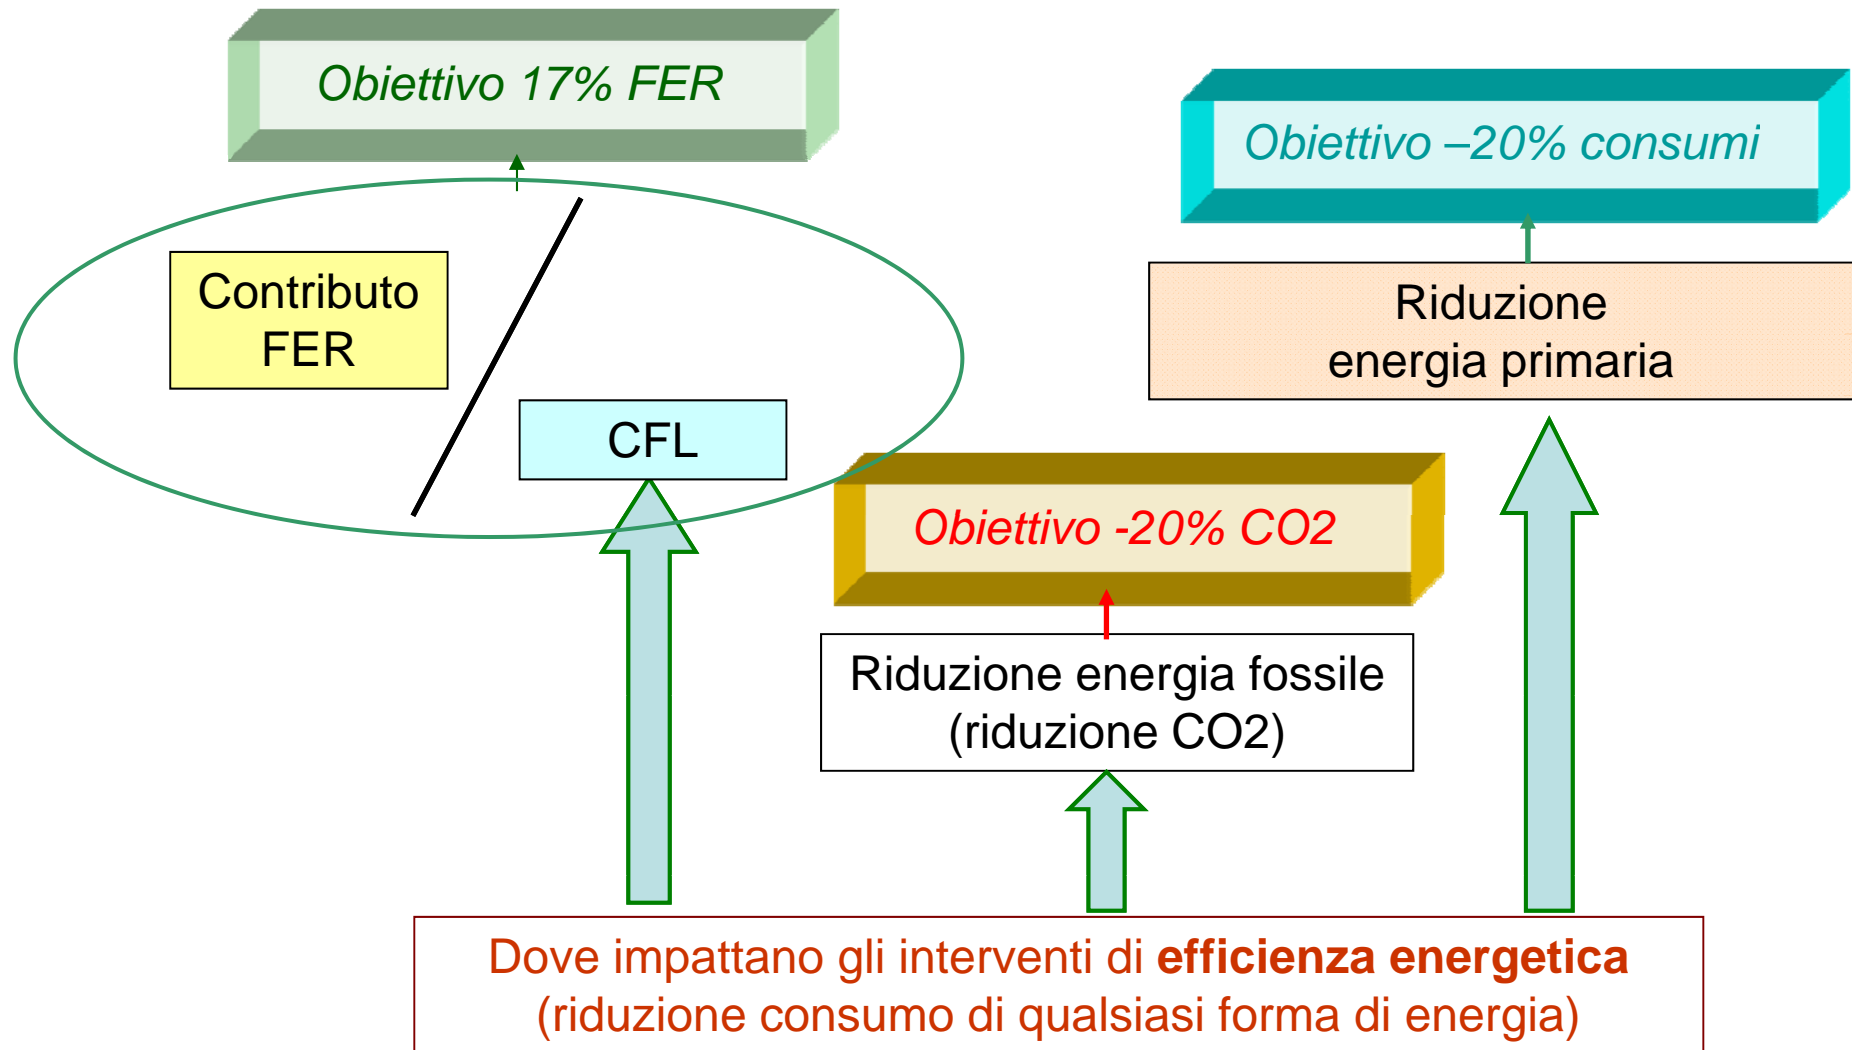 Obiettivo 17% FER
Obiettivo –20% consumi
Contributo
FER
CFL
Riduzione
energia primaria
Obiettivo -20% CO2
Riduzione energia fossile
(riduzione CO2)
Dove impattano gli interventi di efficienza energetica
(riduzione consumo di qualsiasi forma di energia)